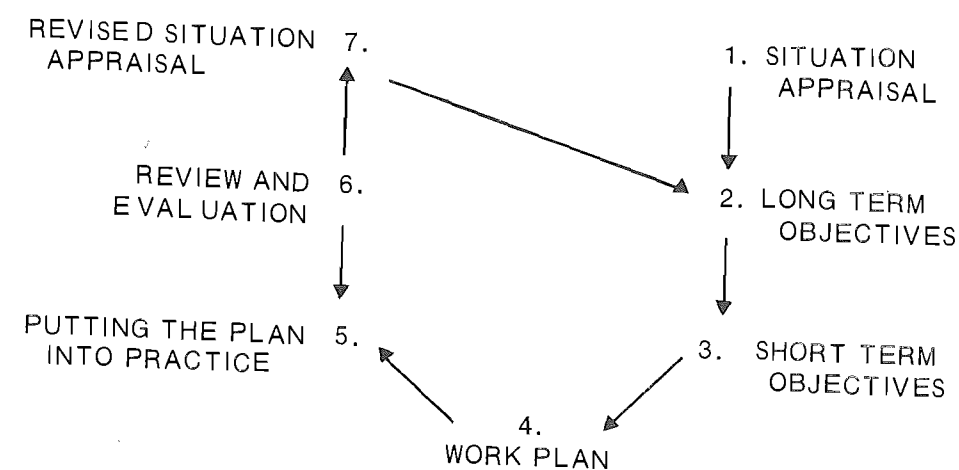 1. SITUATION
APPRAISAL
2. LONG TERM
OBJECTIVES
3. SHORT TERM
OBJECTIVES
4.
WORK PLAN
PUTTING THE PLAN 5.
INTO PRACTICE
REVIEW AND 6.
EVALUATION
REVISED SITUATION 7.
APPRAISAL